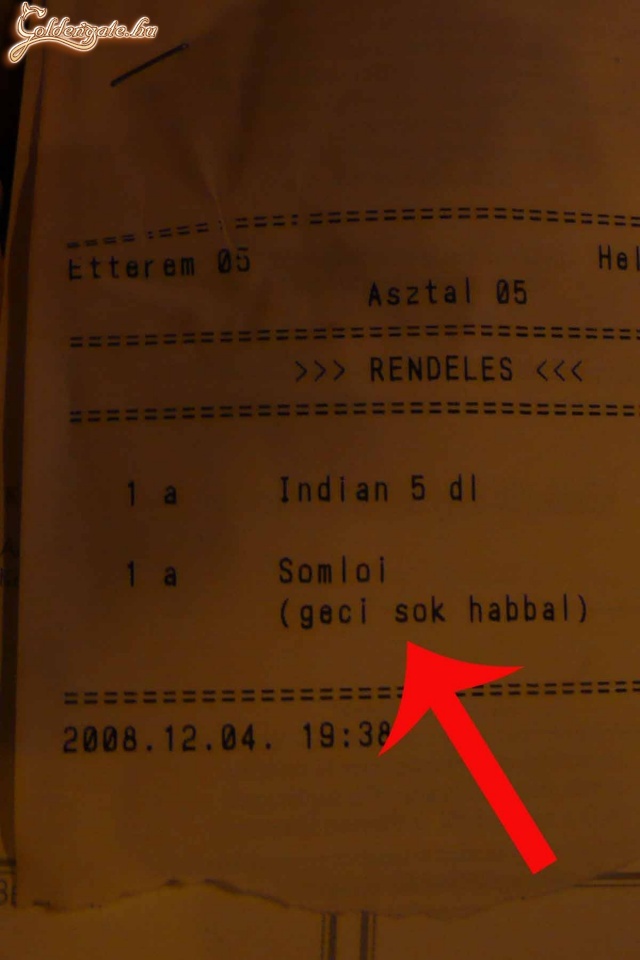 Goldengate.hu
=================================
Etterem 05
Asztal 05
=================================
>>> RENDELES <<<
=================================
1 a Indian 5 dl
1 a Somloi
(geci sok habbal)
=================================
2008.12.04. 19:38